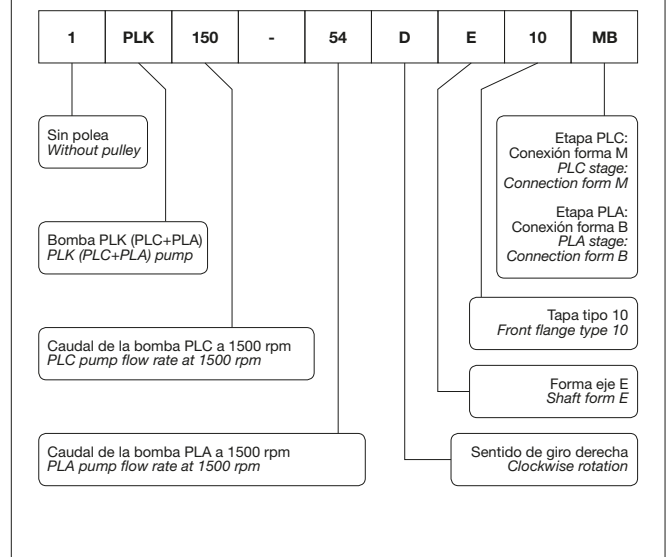 1 PLK 150 - 54 D E 10 MB
Sin polea
Without pulley
Etapa PLC:
Conexión forma M
PLC stage:
Connection form M
Etapa PLA:
Conexión forma B
PLA stage:
Connection form B
Bomba PLK (PLC+PLA)
PLK (PLC+PLA) pump
Tapa tipo 10
Front flange type 10
Caudal de la bomba PLC a 1500 rpm
PLC pump flow rate at 1500 rpm
Forma eje E
Shaft form E
Caudal de la bomba PLA a 1500 rpm
PLA pump flow rate at 1500 rpm
Sentido de giro derecha
Clockwise rotation